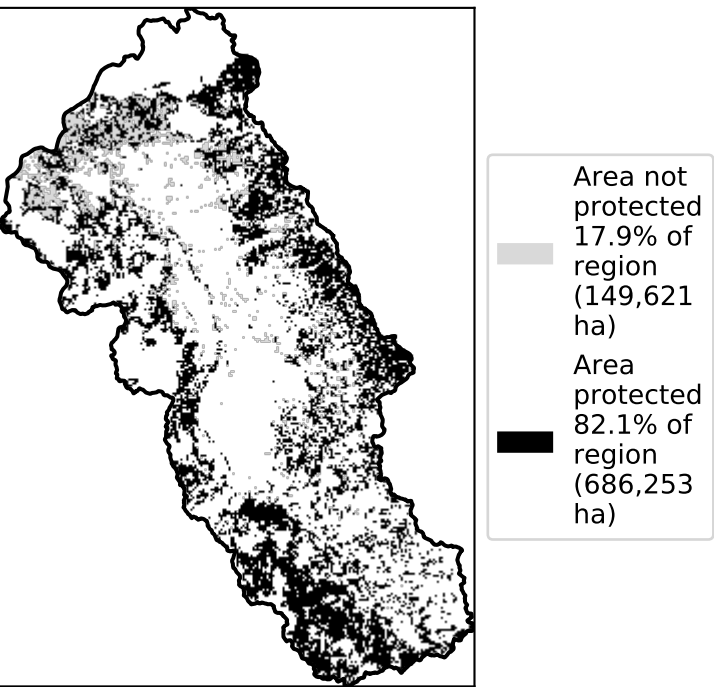 Area not
protected
17.9% of
region
(149,621
ha)
Area
protected
82.1% of
region
(686,253
ha)